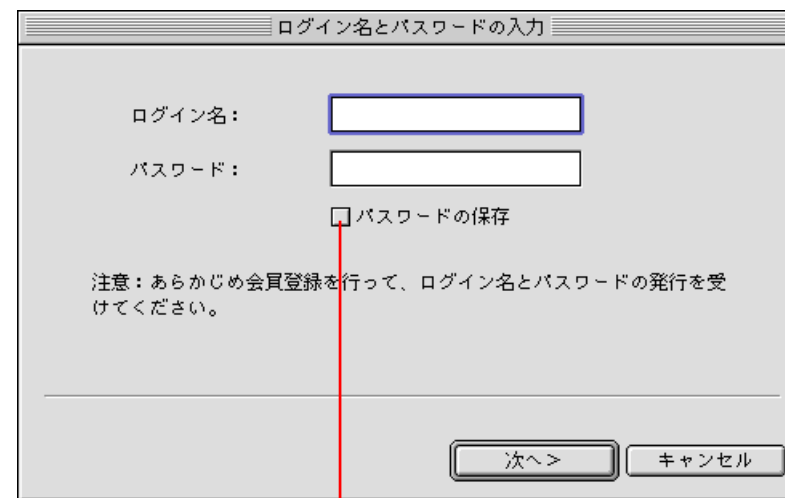 ログイン名とパスワードの入力
ログイン名：
パスワード：
パスワードの保存
注意：あらかじめ会員登録を行って、ログイン名とパスワードの発行を受
けてください。
次へ>
キャンセル